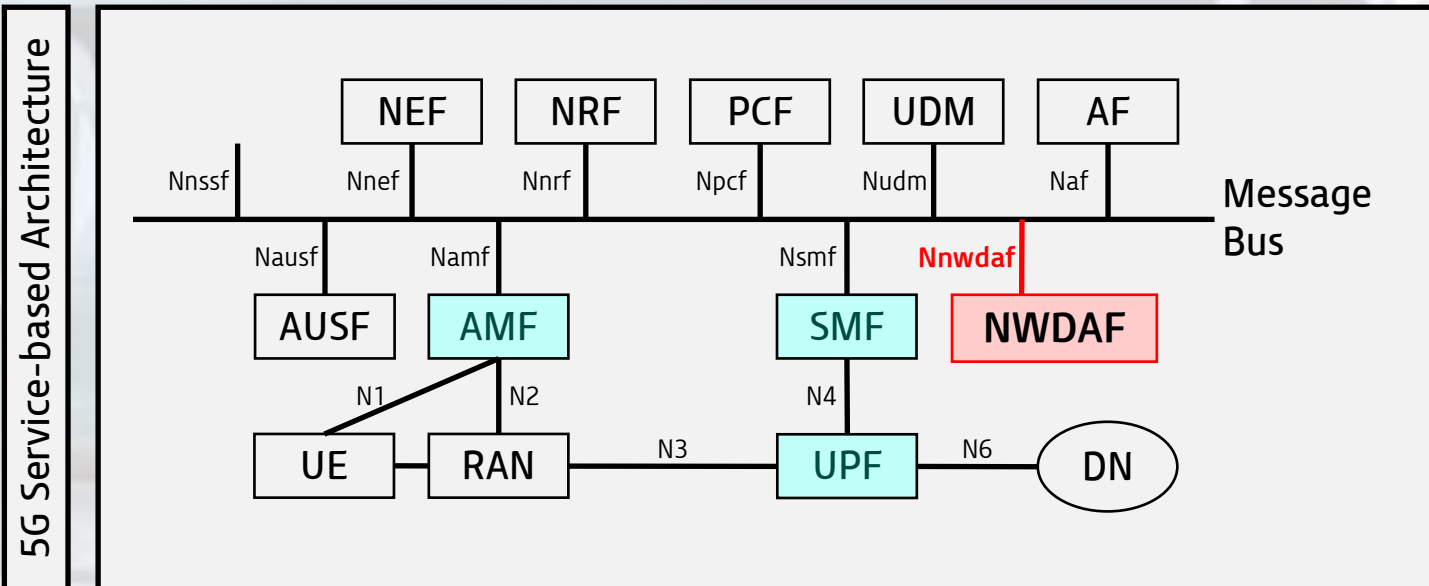 5G Service-based Architecture
NEF
NRF
PCF
UDM
AF
Nnssf
Nnef
Nnrf
Npcf
Nudm
Naf
Message
Bus
Nausf
Namf
Nsmf
Nnwdaf
AUSF
AMF
SMF
NWDAF
N1
N2
N4
UE
RAN
N3
UPF
N6
DN